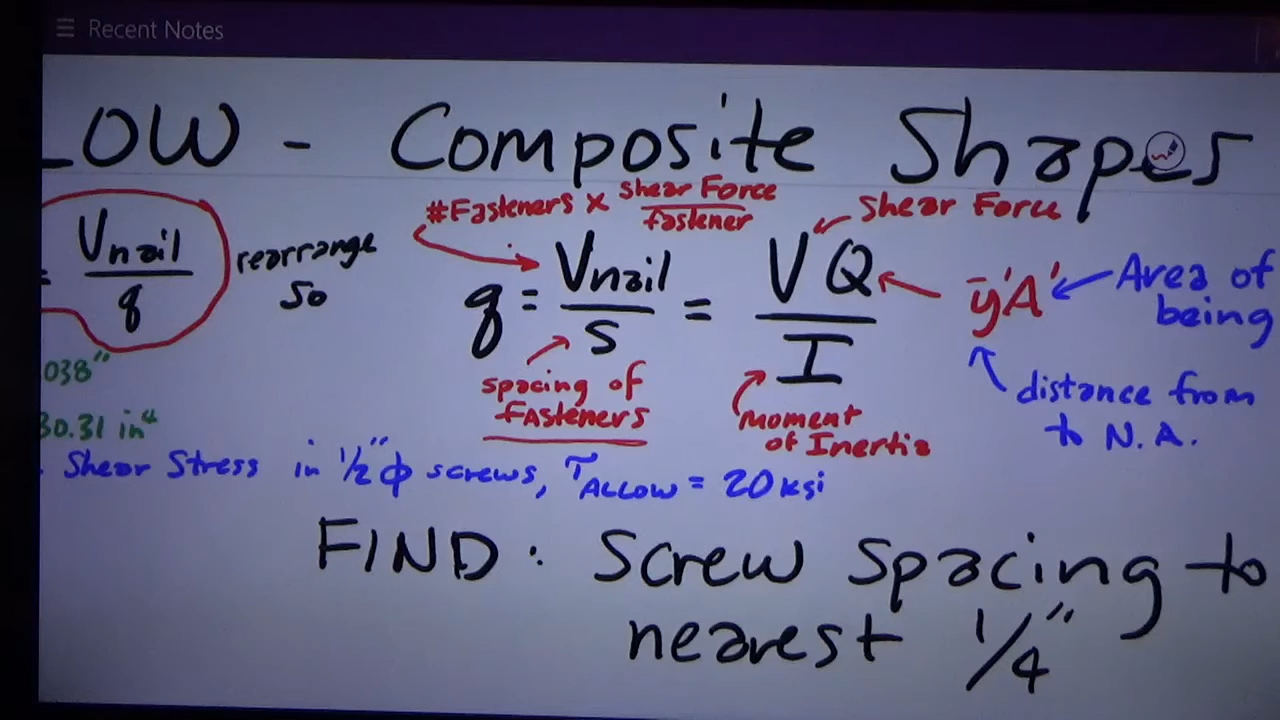 Recent Notes
LOW - Composite Shapes
#Fasteners x Shear Force / fastener
Shear Force
= Vnail / q
rearrange
so
q = Vnail / s = VQ / I
ȳ'A'
Area of
being
spacing of
fasteners
Moment
of Inertia
distance from
to N.A.
038"
30.31 in⁴
Shear Stress in 1/2" ϕ screws, τALLOW = 20 ksi
FIND: Screw spacing to
nearest 1/4"